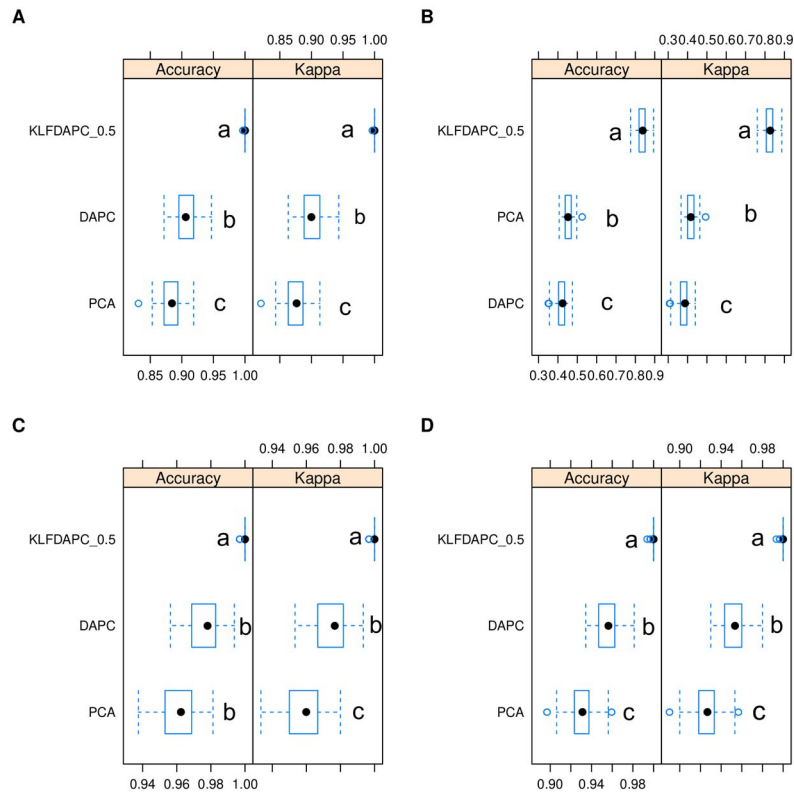 A
0.85 0.90 0.95 1.00
Accuracy Kappa
KLFDAPC_0.5 a a
DAPC b b
PCA c c
0.85 0.90 0.95 1.00
B
0.30.40.50.60.70.80.9
Accuracy Kappa
KLFDAPC_0.5 a a
PCA b b
DAPC c c
0.30.40.50.60.70.80.9
C
0.94 0.96 0.98 1.00
Accuracy Kappa
KLFDAPC_0.5 a a
DAPC b b
PCA b c
0.94 0.96 0.98 1.00
D
0.90 0.94 0.98
Accuracy Kappa
KLFDAPC_0.5 a a
DAPC b b
PCA c c
0.90 0.94 0.98